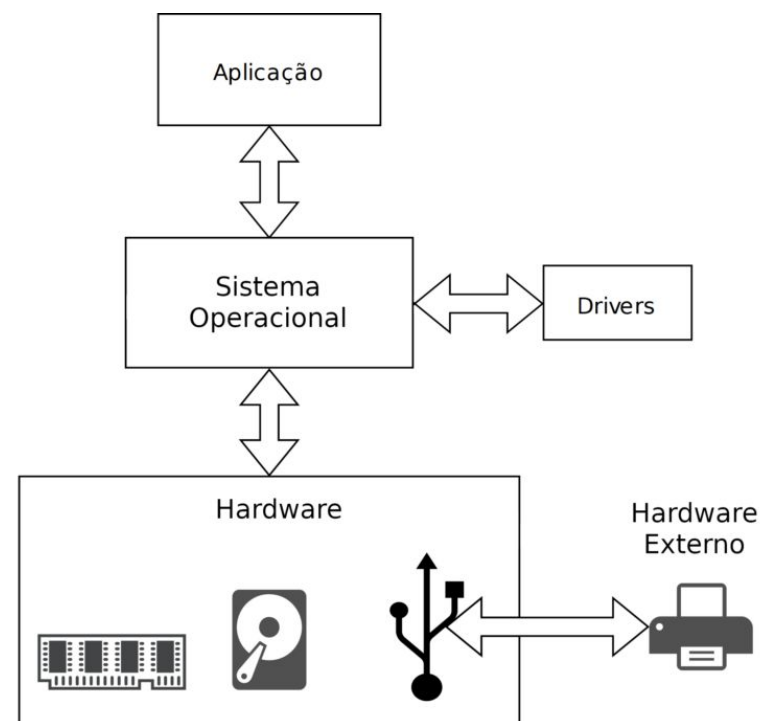 Aplicação
Sistema
Operacional
Drivers
Hardware
Hardware
Externo